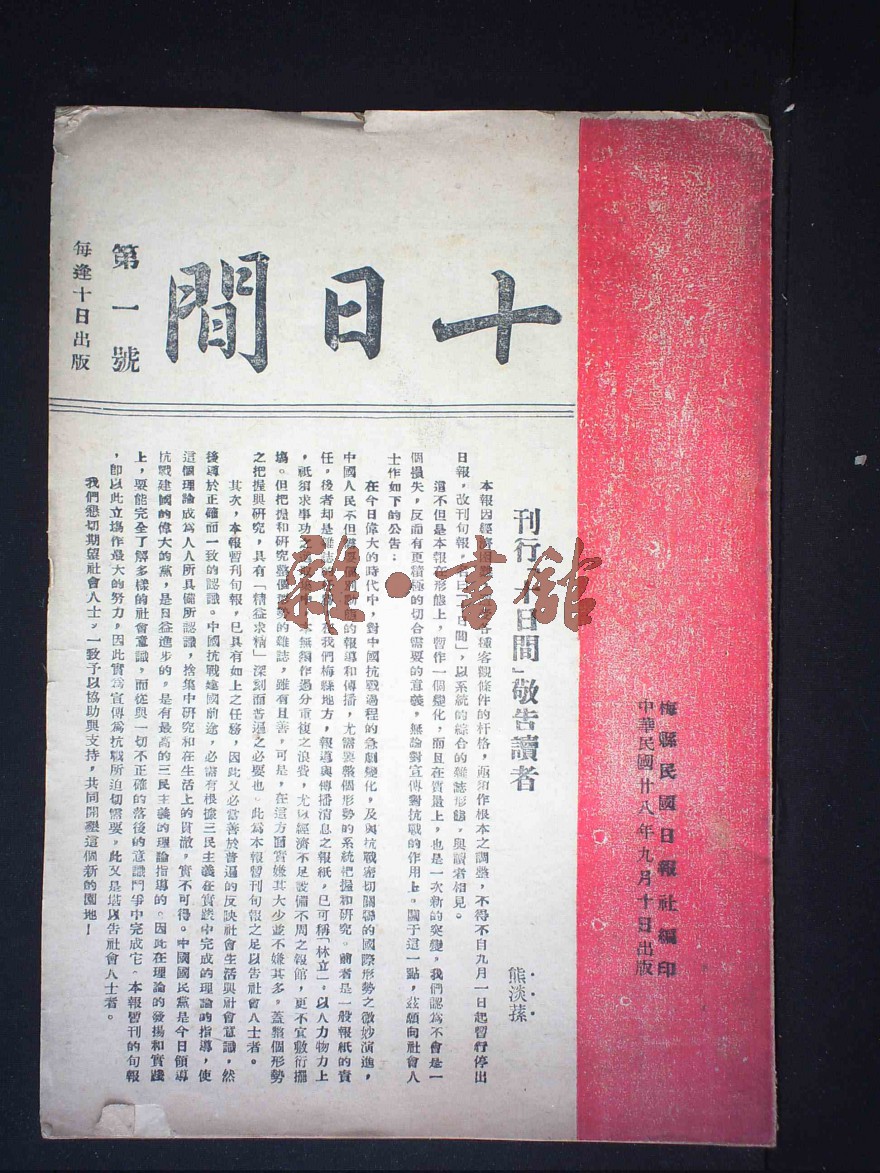 梅縣民國日報社編印
中華民國廿八年九月十日出版
十日間
第一號
每逢十日出版
刊行「十日間」敬告讀者
熊淡蓀
本報因經濟各種客觀條件的杆格，須作根本之調整，不得不自九月一日起暫行停出
日報，改刊旬報，名曰「十日間」，以系統的綜合的雜誌形態，與讀者相見。
這不但是本報在形態上，暫作一個變化，而且在質量上，也是一次新的突變，我們認為不會是一
個損失，反而有更積極的切合需要的意義，無論對宣傳對抗戰的作用上。關于這一點，茲願向社會人
士作如下的公告：
在今日偉大的時代中，對中國抗戰過程的急劇變化，及與抗戰密切關聯的國際形勢之微妙演進，
中國人民不但需要的報導和傳播，尤需要整個形勢的系統把握和研究。前者是一般報紙的責
任，後者却是雜誌在我們梅縣地方，報導與傳播消息之報紙，已可稱「林立」。以人力物力上
，祇須求事功之無須作過分重複之浪費，尤以經濟不足設備不周之報館，更不宜敷衍擺
塲。但把握和研究整個形勢的雜誌，雖有且善，可是，在這方面實嫌其大少並不嫌其多。蓋整個形勢
之把握與研究，具有「精益求精」深刻而普遍之必要也。此為本報暫刊旬報之足以告社會人士者。
其次，本報暫刊旬報，已具有如上之任務，因此又必當善於普遍的反映社會生活與社會意識，然
後導於正確而一致的認識。中國抗戰建國前途，必需有根據三民主義在實踐中完成的理論的指導，使
這個理論成為人人所具備所認識，捨集中研究和在生活上的貫澈，實不可得。中國國民黨是今日領導
抗戰建國的偉大的黨，是日益進步的，是有最高的三民主義的理論指導的。因此在理論的發揚和實踐
上，要能完全了解多樣的社會意識，而從與一切不正確的落後的意識鬥爭中完成它。本報暫刊的旬報
，卽以此立塲作最大的努力，因此實為宣傳為抗戰所迫切需要，此又是堪以告社會人士者。
我們懇切期望社會人士，一致予以協助與支持，共同開墾這個新的園地！
雜·書館